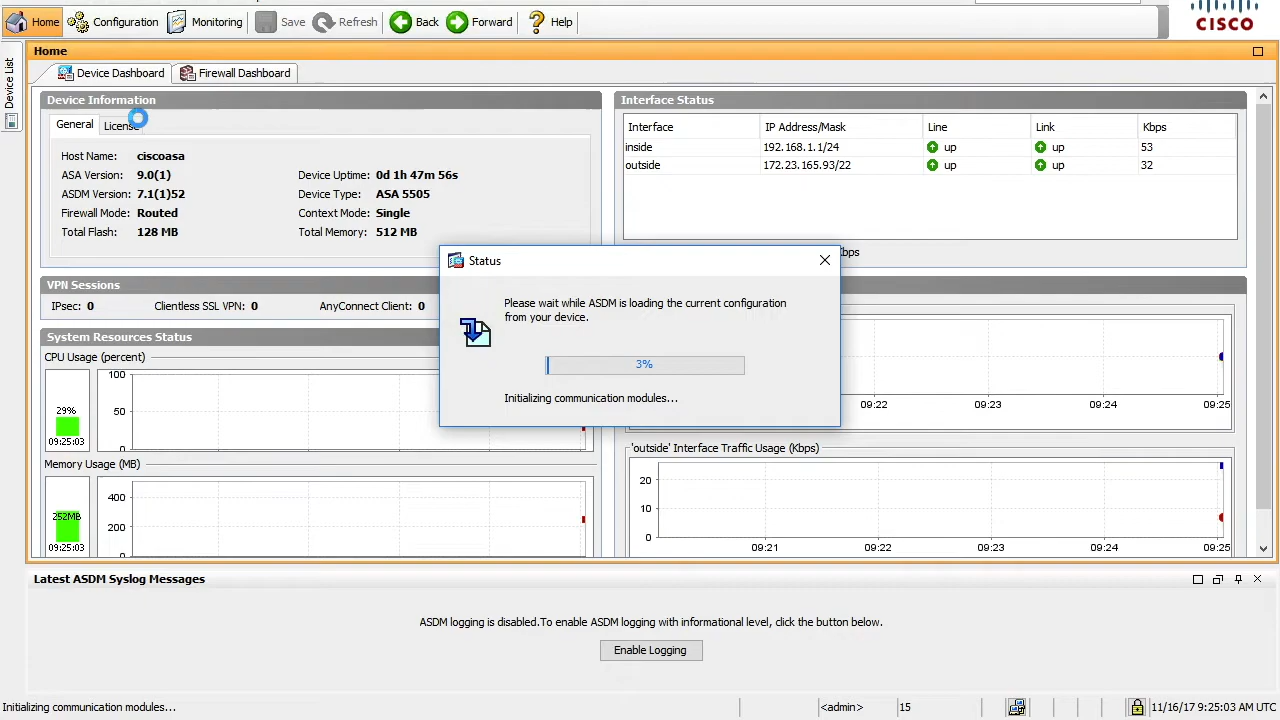 Home Configuration Monitoring Save Refresh Back Forward Help
CISCO
Device List
Home
Device Dashboard Firewall Dashboard
Device Information
General License
Host Name: ciscoasa
ASA Version: 9.0(1) Device Uptime: 0d 1h 47m 56s
ASDM Version: 7.1(1)52 Device Type: ASA 5505
Firewall Mode: Routed Context Mode: Single
Total Flash: 128 MB Total Memory: 512 MB
Interface Status
Interface IP Address/Mask Line Link Kbps
inside 192.168.1.1/24 up up 53
outside 172.23.165.93/22 up up 32
Kbps
VPN Sessions
IPsec: 0 Clientless SSL VPN: 0 AnyConnect Client: 0
System Resources Status
CPU Usage (percent)
100
50
0
29%
09:25:03
Memory Usage (MB)
400
200
0
252MB
09:25:03
Status
Please wait while ASDM is loading the current configuration
from your device.
3%
Initializing communication modules...
09:22 09:23 09:24 09:25
'outside' Interface Traffic Usage (Kbps)
20
10
0
09:21 09:22 09:23 09:24 09:25
Latest ASDM Syslog Messages
ASDM logging is disabled.To enable ASDM logging with informational level, click the button below.
Enable Logging
Initializing communication modules... <admin> 15 11/16/17 9:25:03 AM UTC